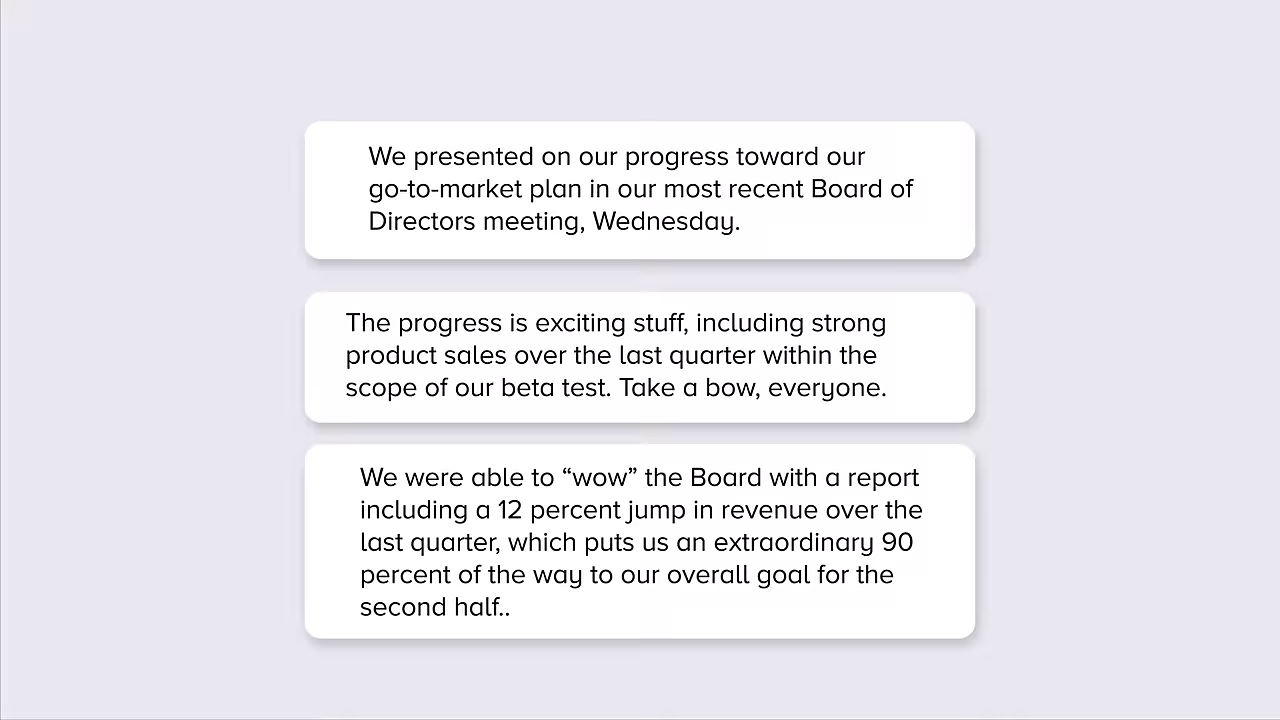 We presented on our progress toward our
go-to-market plan in our most recent Board of
Directors meeting, Wednesday.
The progress is exciting stuff, including strong
product sales over the last quarter within the
scope of our beta test. Take a bow, everyone.
We were able to “wow” the Board with a report
including a 12 percent jump in revenue over the
last quarter, which puts us an extraordinary 90
percent of the way to our overall goal for the
second half..